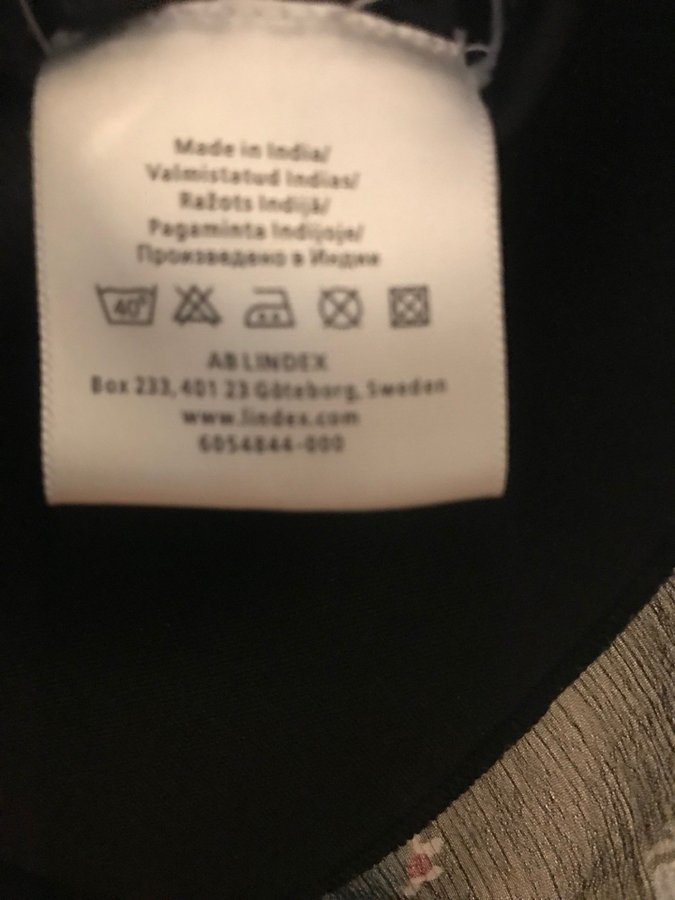 Made in India/
Valmistatud Indias/
Ražots Indijā/
Pagaminta Indijoje/
Произведено в Индии
40°
AB LINDEX
Box 233, 401 23 Göteborg, Sweden
www.lindex.com
6054844-000